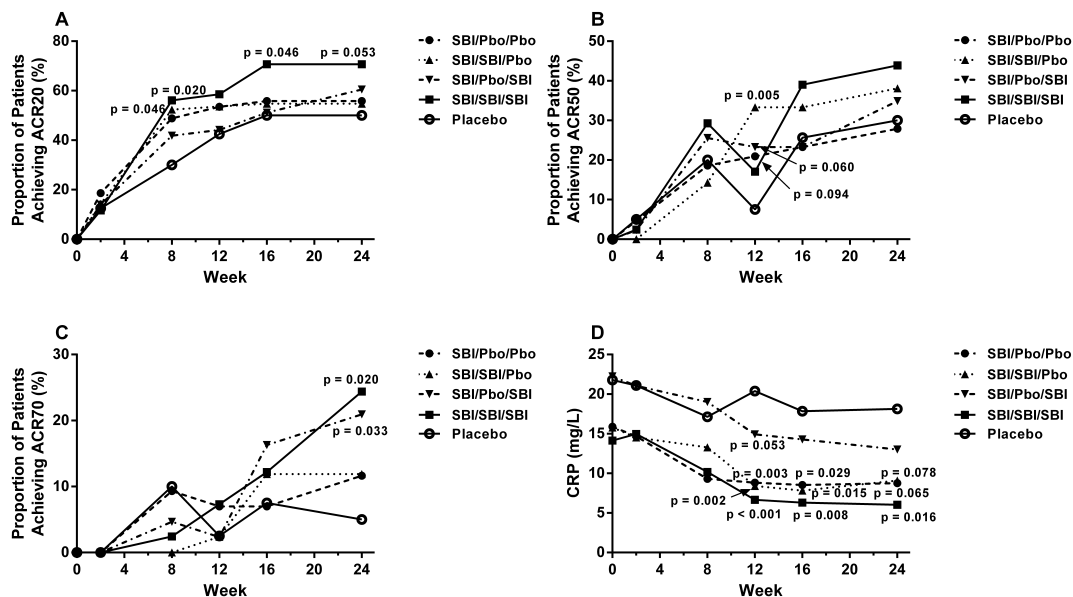 A
Proportion of Patients
Achieving ACR20 (%)
80
60
40
20
0
0 4 8 12 16 20 24
Week
p = 0.046
p = 0.020
p = 0.046
p = 0.053
SBI/Pbo/Pbo
SBI/SBI/Pbo
SBI/Pbo/SBI
SBI/SBI/SBI
Placebo
B
Proportion of Patients
Achieving ACR50 (%)
50
40
30
20
10
0
0 4 8 12 16 20 24
Week
p = 0.005
p = 0.060
p = 0.094
SBI/Pbo/Pbo
SBI/SBI/Pbo
SBI/Pbo/SBI
SBI/SBI/SBI
Placebo
C
Proportion of Patients
Achieving ACR70 (%)
30
20
10
0
0 4 8 12 16 20 24
Week
p = 0.020
p = 0.033
SBI/Pbo/Pbo
SBI/SBI/Pbo
SBI/Pbo/SBI
SBI/SBI/SBI
Placebo
D
CRP (mg/L)
25
20
15
10
5
0
0 4 8 12 16 20 24
Week
p = 0.053
p = 0.003
p = 0.029
p = 0.078
p = 0.002
p = 0.015
p = 0.065
p < 0.001
p = 0.008
p = 0.016
SBI/Pbo/Pbo
SBI/SBI/Pbo
SBI/Pbo/SBI
SBI/SBI/SBI
Placebo